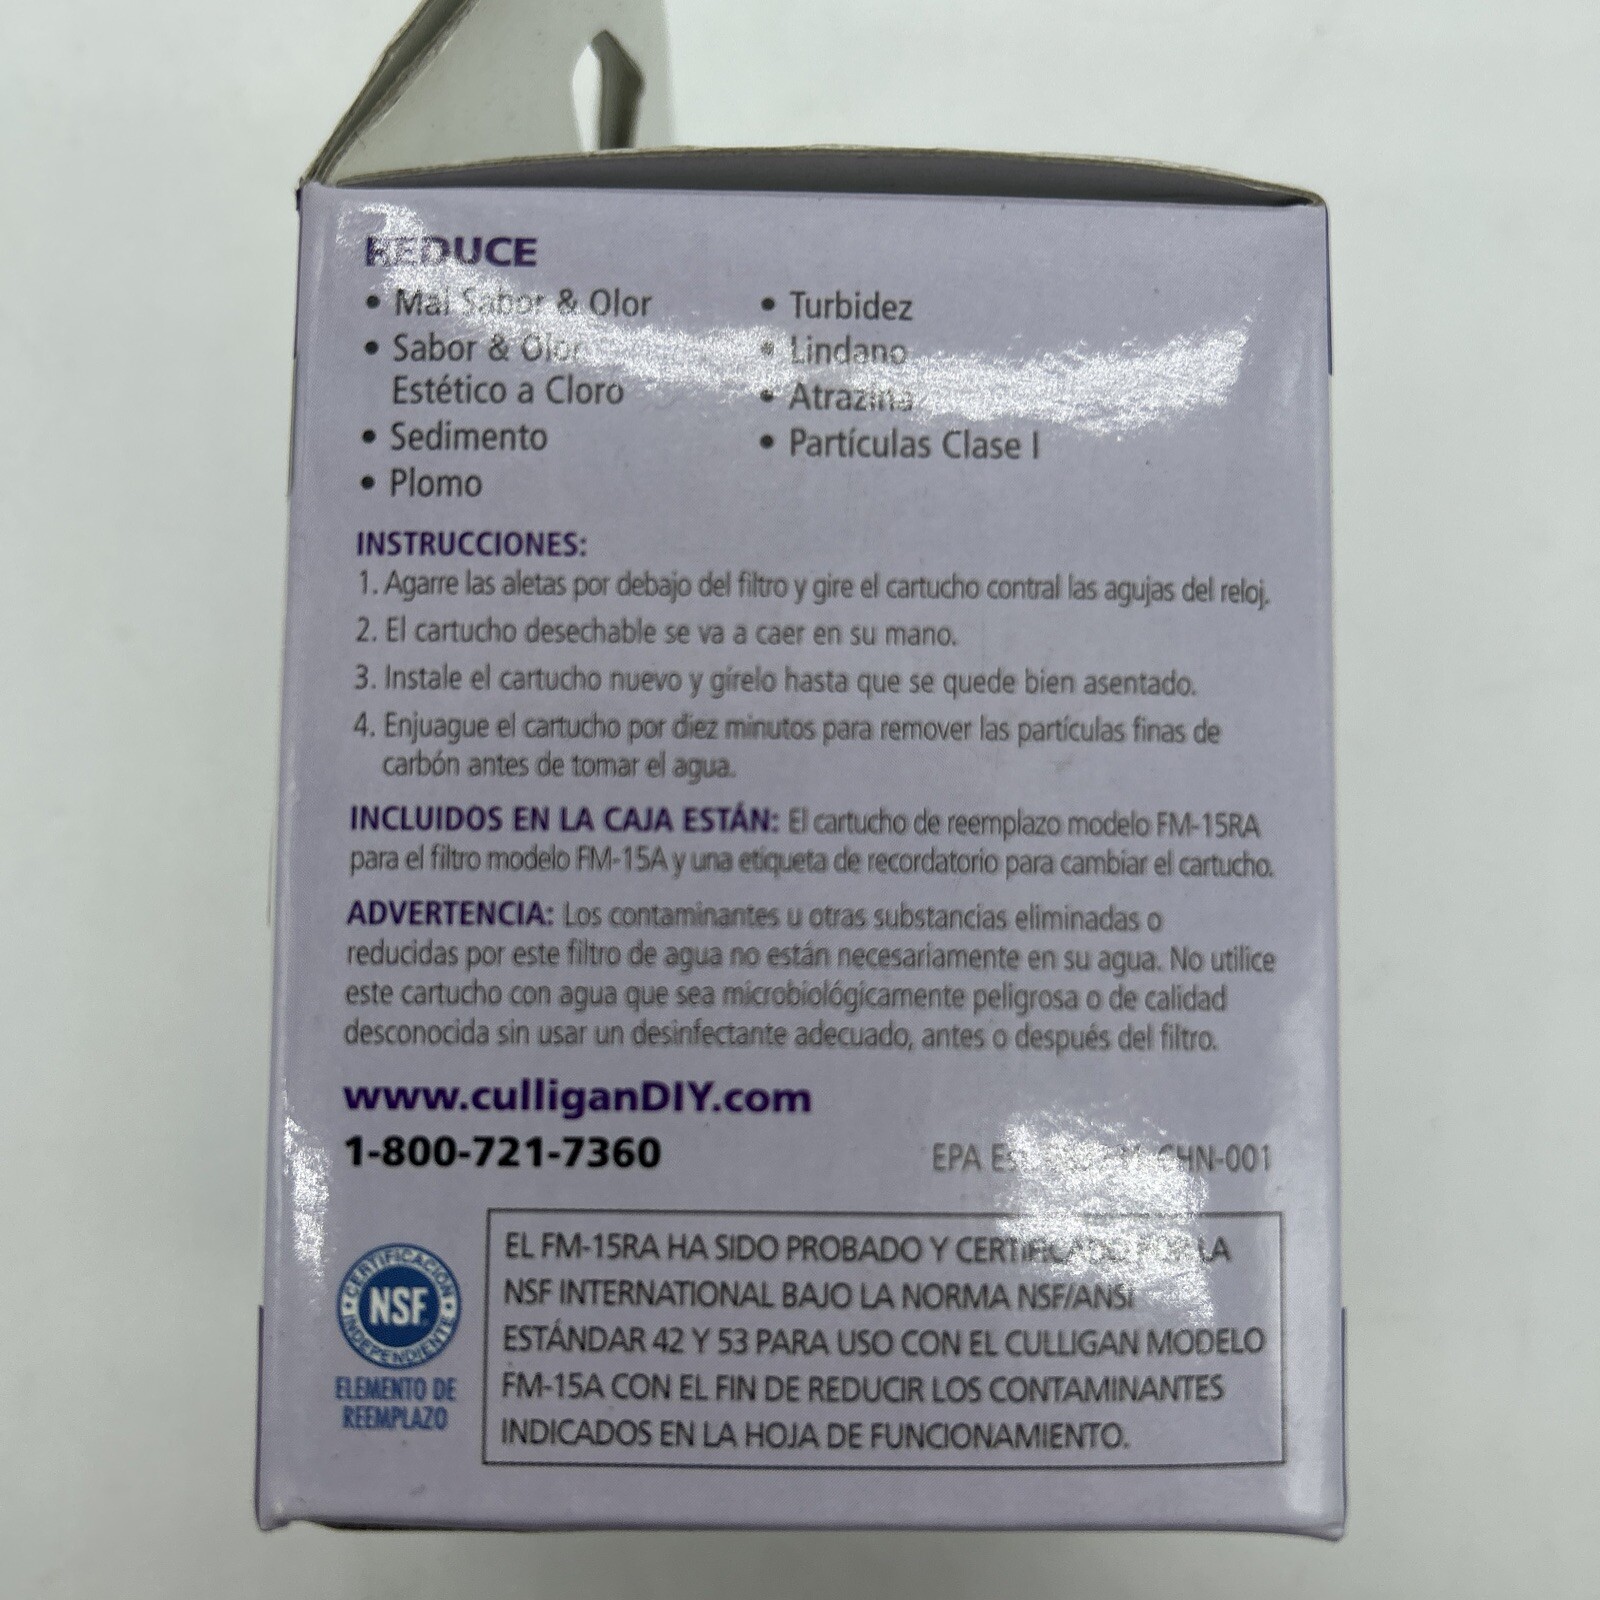 REDUCE
• Mal Sabor & Olor
• Sabor & Olor
Estético a Cloro
• Sedimento
• Plomo
• Turbidez
• Lindano
• Atrazina
• Partículas Clase I
INSTRUCCIONES:
1. Agarre las aletas por debajo del filtro y gire el cartucho contral las agujas del reloj.
2. El cartucho desechable se va a caer en su mano.
3. Instale el cartucho nuevo y gírelo hasta que se quede bien asentado.
4. Enjuague el cartucho por diez minutos para remover las partículas finas de
carbón antes de tomar el agua.
INCLUIDOS EN LA CAJA ESTÁN: El cartucho de reemplazo modelo FM-15RA
para el filtro modelo FM-15A y una etiqueta de recordatorio para cambiar el cartucho.
ADVERTENCIA: Los contaminantes u otras substancias eliminadas o
reducidas por este filtro de agua no están necesariamente en su agua. No utilice
este cartucho con agua que sea microbiológicamente peligrosa o de calidad
desconocida sin usar un desinfectante adecuado, antes o después del filtro.
www.culliganDIY.com
1-800-721-7360
EPA CHN-001
CERTIFICACIÓN
NSF
INDEPENDIENTE
ELEMENTO DE
REEMPLAZO
EL FM-15RA HA SIDO PROBADO Y CERTIFICADO POR LA
NSF INTERNATIONAL BAJO LA NORMA NSF/ANSI
ESTÁNDAR 42 Y 53 PARA USO CON EL CULLIGAN MODELO
FM-15A CON EL FIN DE REDUCIR LOS CONTAMINANTES
INDICADOS EN LA HOJA DE FUNCIONAMIENTO.